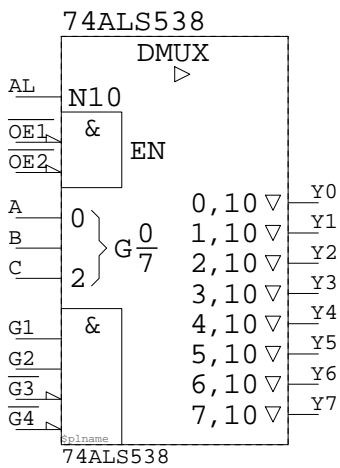 74ALS538
DMUX
AL
N10
OE1
&
OE2
EN
A
0
B
G 0/7
C
2
0,10 ▽ Y0
1,10 ▽ Y1
2,10 ▽ Y2
3,10 ▽ Y3
4,10 ▽ Y4
5,10 ▽ Y5
6,10 ▽ Y6
7,10 ▽ Y7
G1
&
G2
G3
G4
$plname
74ALS538